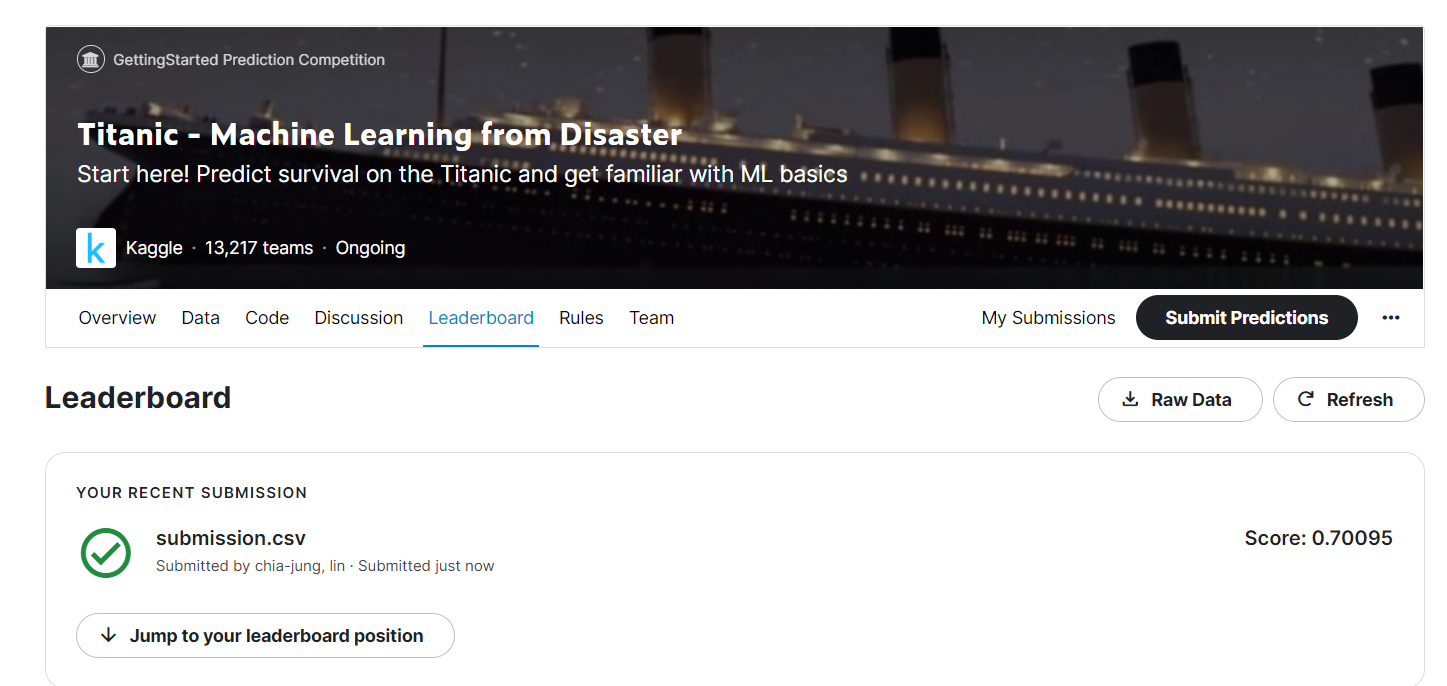 GettingStarted Prediction Competition
Titanic - Machine Learning from Disaster
Start here! Predict survival on the Titanic and get familiar with ML basics
k Kaggle · 13,217 teams · Ongoing
Overview Data Code Discussion Leaderboard Rules Team My Submissions Submit Predictions ···
Leaderboard Raw Data Refresh
YOUR RECENT SUBMISSION
submission.csv Score: 0.70095
Submitted by chia-jung, lin · Submitted just now
Jump to your leaderboard position